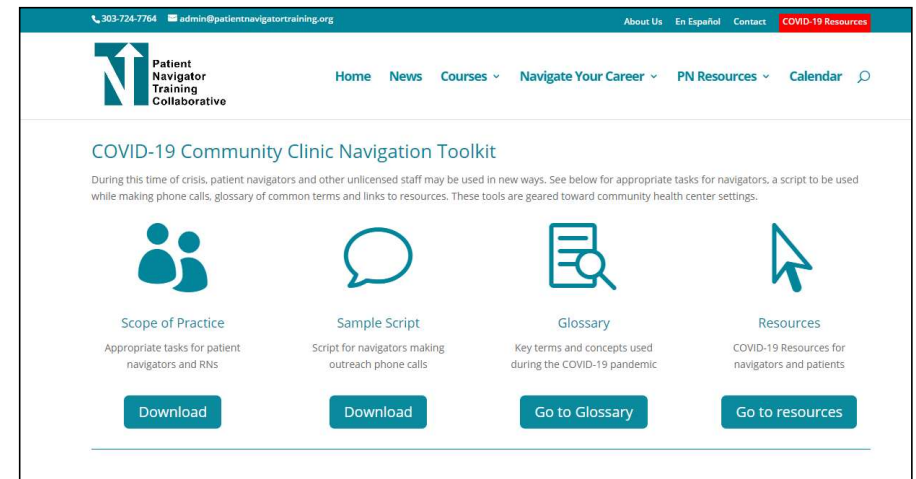 303-724-7764 admin@patientnavigatortraining.org About Us En Español Contact COVID-19 Resources
Patient
Navigator
Training
Collaborative
Home News Courses Navigate Your Career PN Resources Calendar
COVID-19 Community Clinic Navigation Toolkit
During this time of crisis, patient navigators and other unlicensed staff may be used in new ways. See below for appropriate tasks for navigators, a script to be used
while making phone calls, glossary of common terms and links to resources. These tools are geared toward community health center settings.
Scope of Practice
Appropriate tasks for patient
navigators and RNs
Download
Sample Script
Script for navigators making
outreach phone calls
Download
Glossary
Key terms and concepts used
during the COVID-19 pandemic
Go to Glossary
Resources
COVID-19 Resources for
navigators and patients
Go to resources